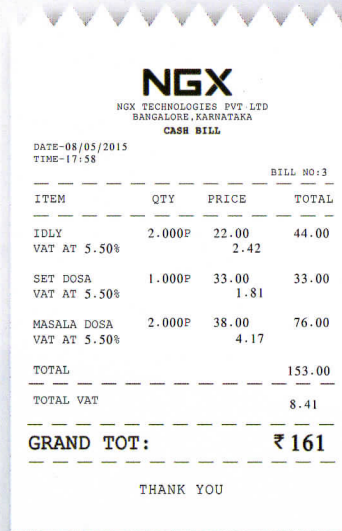 NGX
NGX TECHNOLOGIES PVT LTD
BANGALORE,KARNATAKA
CASH BILL
DATE-08/05/2015
TIME-17:58
BILL NO:3
ITEM QTY PRICE TOTAL
IDLY 2.000P 22.00 44.00
VAT AT 5.50% 2.42
SET DOSA 1.000P 33.00 33.00
VAT AT 5.50% 1.81
MASALA DOSA 2.000P 38.00 76.00
VAT AT 5.50% 4.17
TOTAL 153.00
TOTAL VAT 8.41
GRAND TOT: ₹161
THANK YOU